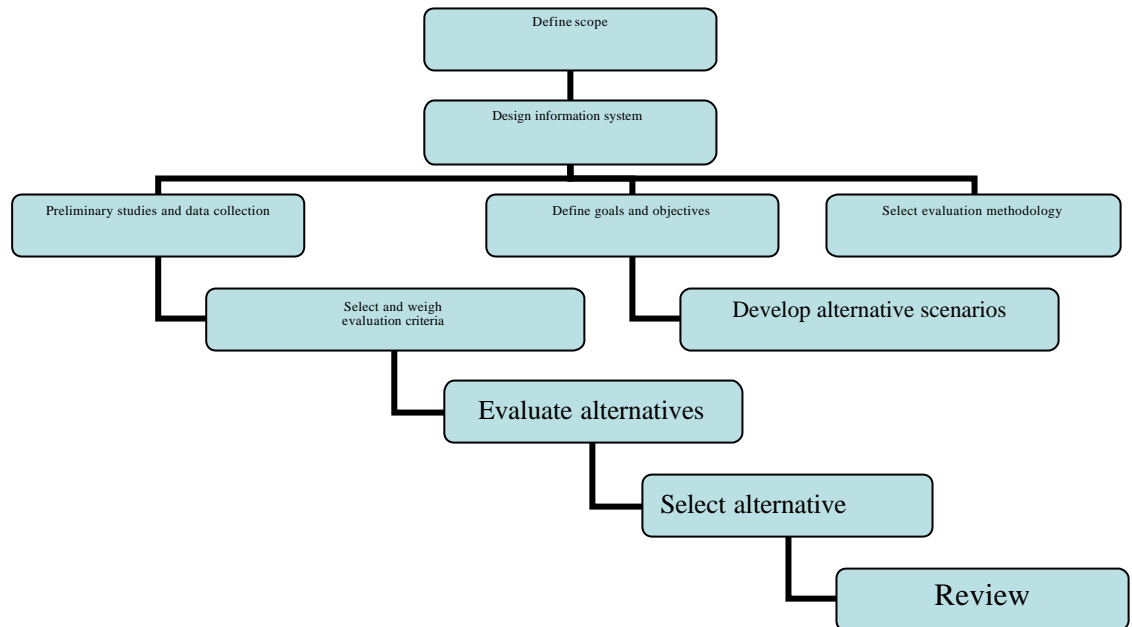 Define scope
Design information system
Preliminary studies and data collection
Define goals and objectives
Select evaluation methodology
Select and weigh
evaluation criteria
Develop alternative scenarios
Evaluate alternatives
Select alternative
Review